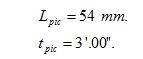 L_pic = 54 mm.
t_pic = 3'.00".